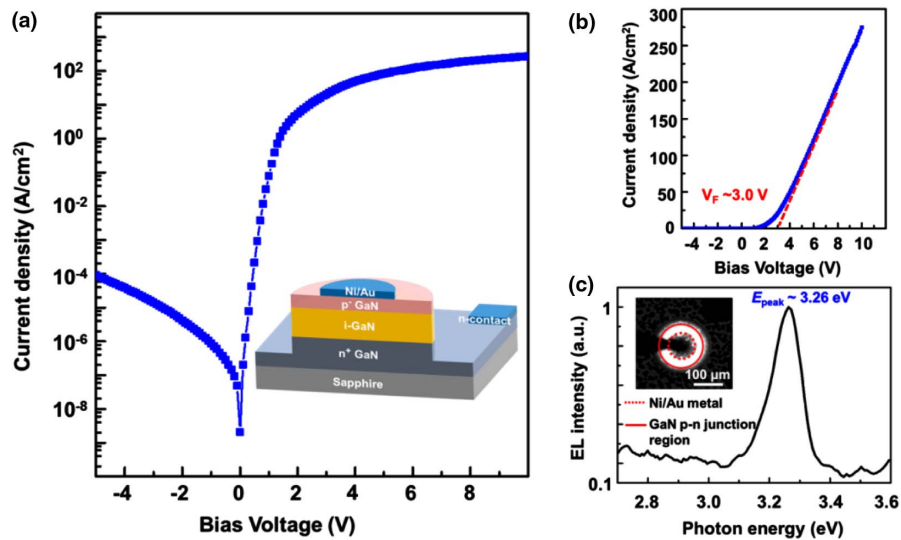 (a)
Current density (A/cm²)
10²
10⁰
10⁻²
10⁻⁴
10⁻⁶
10⁻⁸
-4
-2
0
2
4
6
8
Bias Voltage (V)
Ni/Au
p⁻ GaN
i-GaN
n⁺ GaN
Sapphire
n-contact
(b)
Current density (A/cm²)
300
250
200
150
100
50
0
V_F ~3.0 V
-4
-2
0
2
4
6
8
10
Bias Voltage (V)
(c)
EL intensity (a.u.)
1
0.1
E_peak ~ 3.26 eV
100 μm
Ni/Au metal
GaN p-n junction
region
2.8
3.0
3.2
3.4
3.6
Photon energy (eV)